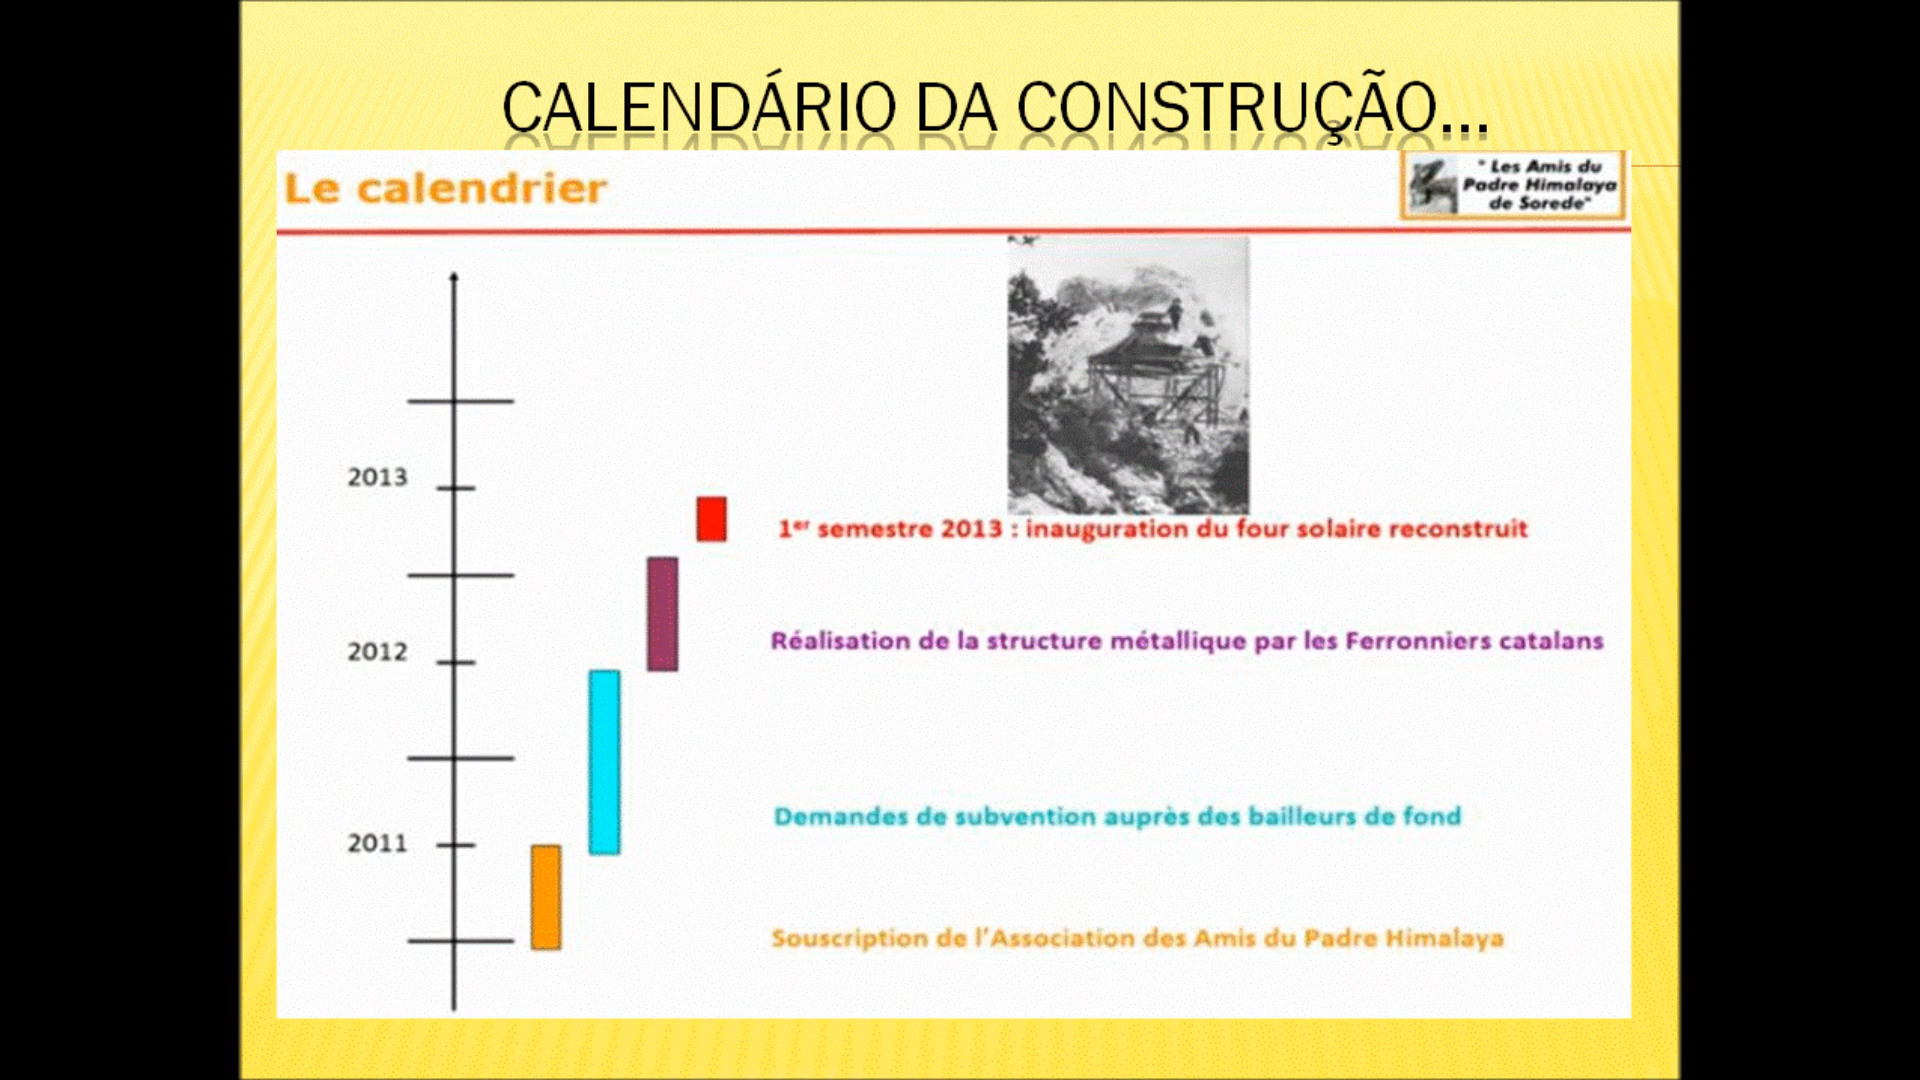 CALENDÁRIO DA CONSTRUÇÃO...
Le calendrier
" Les Amis du
Padre Himalaya
de Sorede"
2013
1er semestre 2013 : inauguration du four solaire reconstruit
Réalisation de la structure métallique par les Ferronniers catalans
2012
Demandes de subvention auprès des bailleurs de fond
2011
Souscription de l'Association des Amis du Padre Himalaya